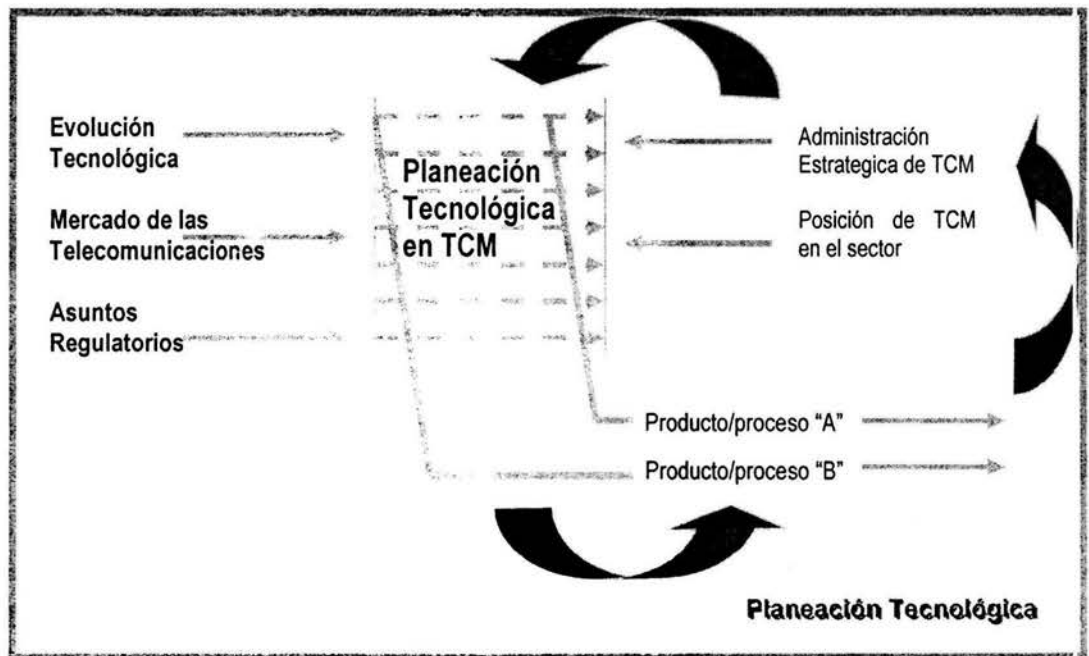 Evolución
Tecnológica
Mercado de las
Telecomunicaciones
Asuntos
Regulatorios
Planeación
Tecnológica
en TCM
Administración
Estrategica de TCM
Posición de TCM
en el sector
Producto/proceso “A”
Producto/proceso “B”
Planeación Tecnológica